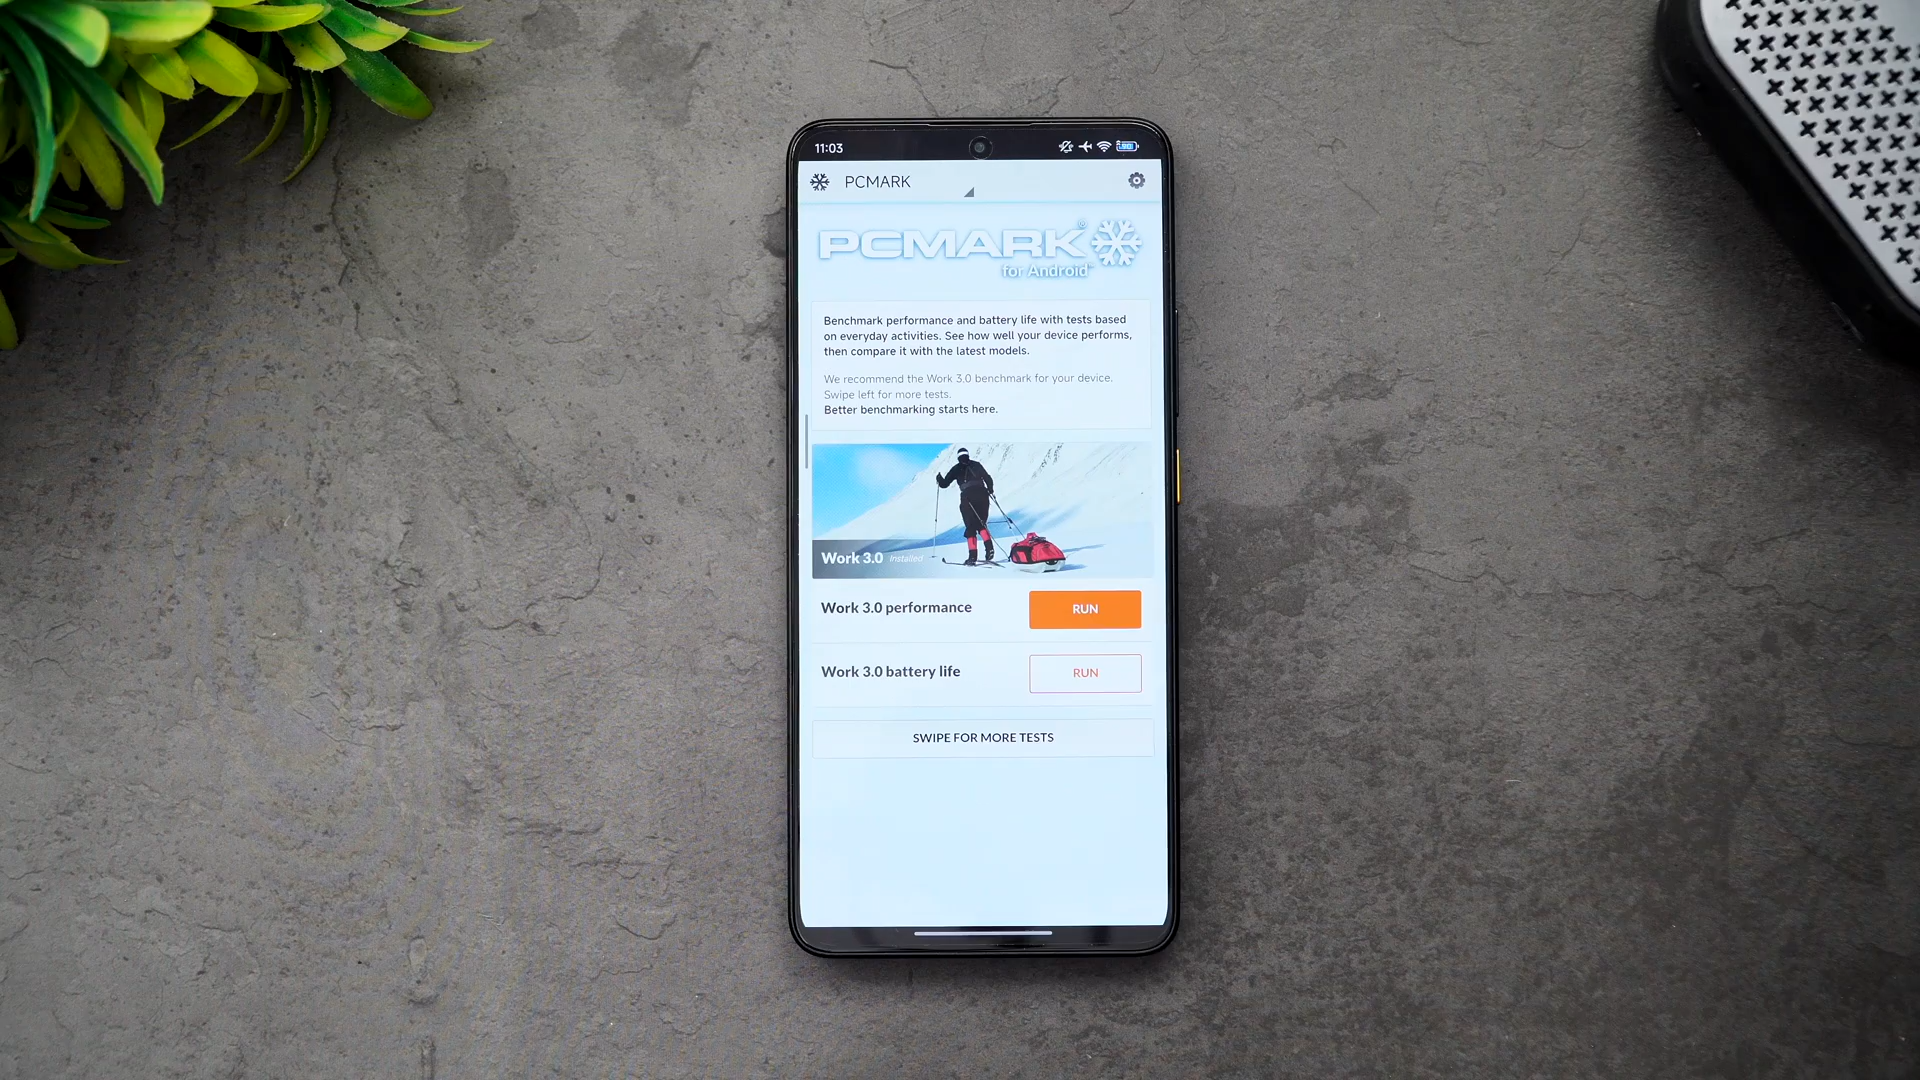 11:03
PCMARK
PCMARK®
for Android™
Benchmark performance and battery life with tests based
on everyday activities. See how well your device performs,
then compare it with the latest models.
We recommend the Work 3.0 benchmark for your device.
Swipe left for more tests.
Better benchmarking starts here.
Work 3.0 Installed
Work 3.0 performance
RUN
Work 3.0 battery life
RUN
SWIPE FOR MORE TESTS